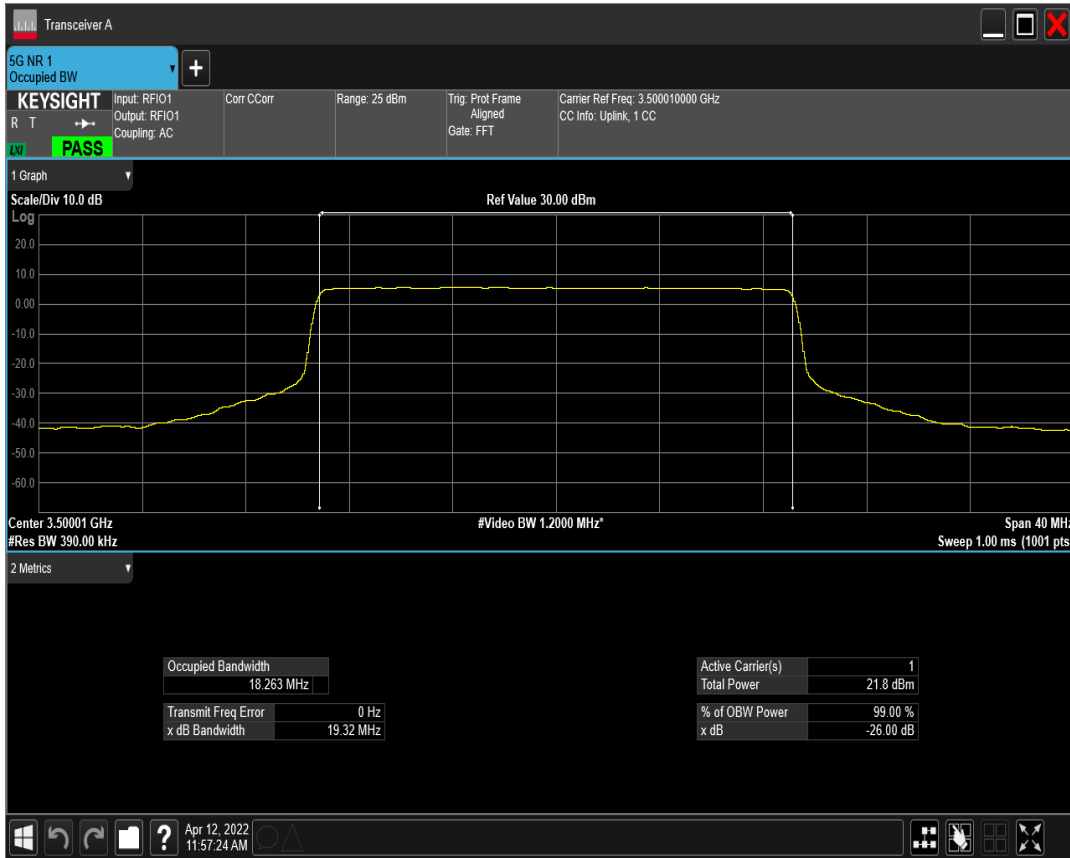 Transceiver A
5G NR 1
Occupied BW
KEYSIGHT
R T
LXI
PASS
Input: RFIO1
Output: RFIO1
Coupling: AC
Corr CCorr
Range: 25 dBm
Trig: Prot Frame
Aligned
Gate: FFT
Carrier Ref Freq: 3.500010000 GHz
CC Info: Uplink, 1 CC
1 Graph
Scale/Div 10.0 dB
Ref Value 30.00 dBm
Log
20.0
10.0
0.00
-10.0
-20.0
-30.0
-40.0
-50.0
-60.0
Center 3.50001 GHz
#Video BW 1.2000 MHz*
Span 40 MHz
#Res BW 390.00 kHz
Sweep 1.00 ms (1001 pts
2 Metrics
Occupied Bandwidth
18.263 MHz
Transmit Freq Error 0 Hz
x dB Bandwidth 19.32 MHz
Active Carrier(s) 1
Total Power 21.8 dBm
% of OBW Power 99.00 %
x dB -26.00 dB
?
Apr 12, 2022
11:57:24 AM